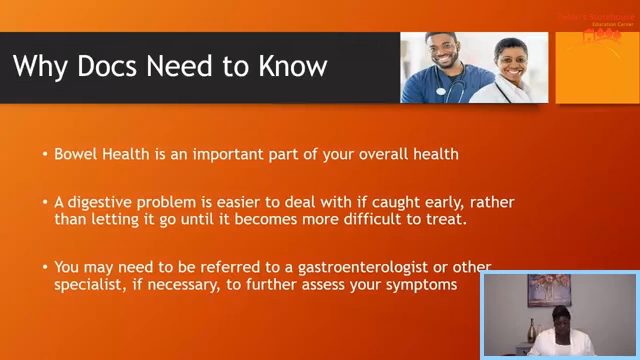 Why Docs Need to Know
Education Center
• Bowel Health is an important part of your overall health
• A digestive problem is easier to deal with if caught early, rather
than letting it go until it becomes more difficult to treat.
• You may need to be referred to a gastroenterologist or other
specialist, if necessary, to further assess your symptoms